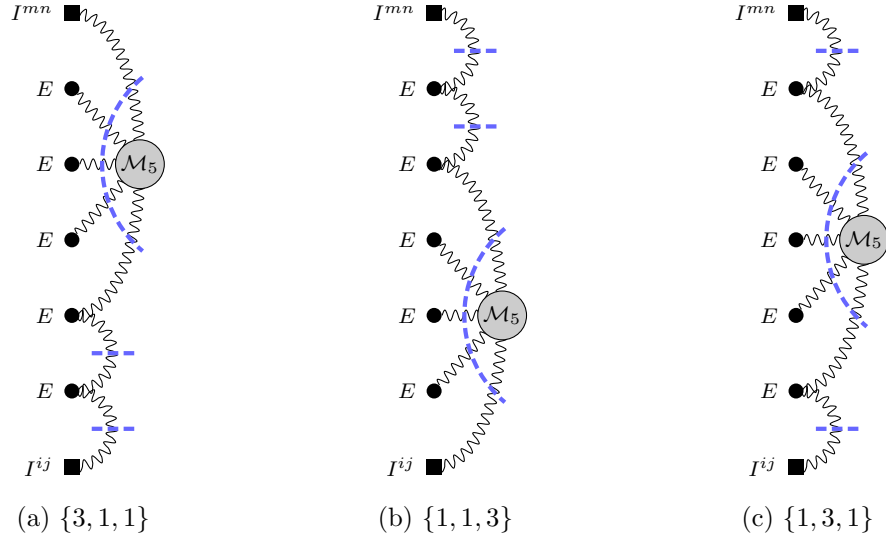 I^{mn}
E
E
E
E
E
I^{ij}
M_5
(a) {3, 1, 1}
I^{mn}
E
E
E
E
E
I^{ij}
M_5
(b) {1, 1, 3}
I^{mn}
E
E
E
E
E
I^{ij}
M_5
(c) {1, 3, 1}